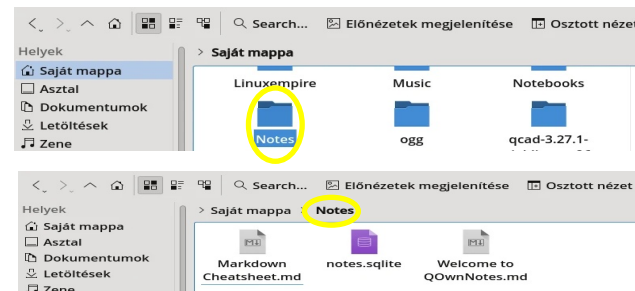 Search... Előnézetek megjelenítése Osztott nézet
Helyek
Saját mappa
Asztal
Dokumentumok
Letöltések
Zene
> Saját mappa
Linuxempire Music Notebooks
Notes ogg qcad-3.27.1-
Search... Előnézetek megjelenítése Osztott nézet
Helyek
Saját mappa
Asztal
Dokumentumok
Letöltések
Zene
> Saját mappa > Notes
Markdown notes.sqlite Welcome to
Cheatsheet.md QOwnNotes.md